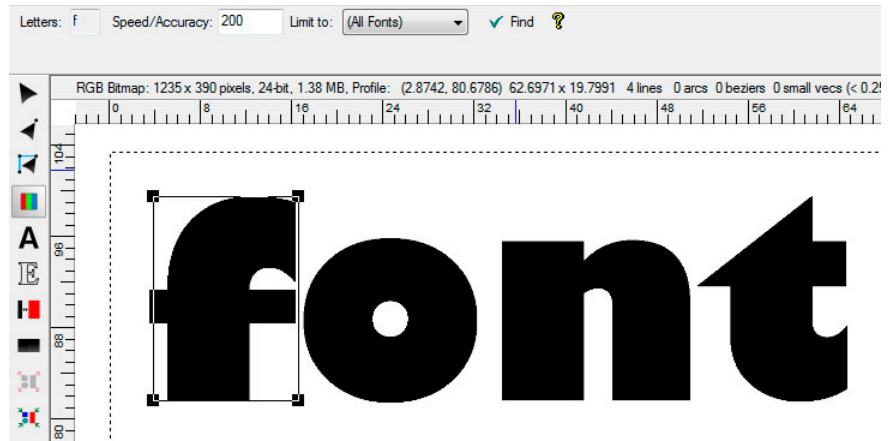 Letters: f Speed/Accuracy: 200 Limit to: (All Fonts) Find ?
RGB Bitmap: 1235 x 390 pixels, 24-bit, 1.38 MB, Profile: (2.8742, 80.6786) 62.6971 x 19.7991 4 lines 0 arcs 0 beziers 0 small vecs (< 0.25
0 8 16 24 32 40 48 56 64
104
A
96
E
88
80
font